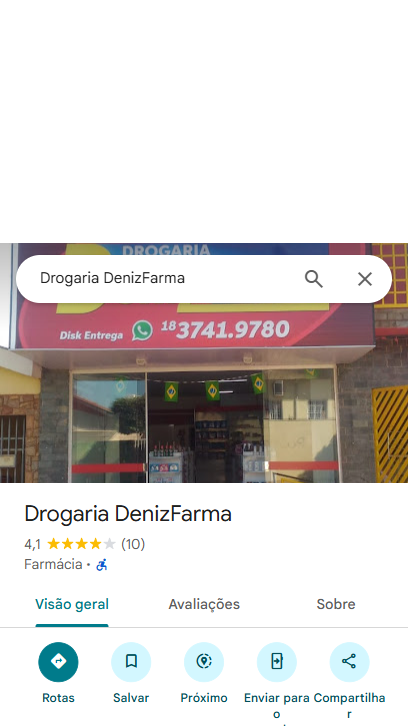 DROGARIA
Drogaria DenizFarma
Disk Entrega 18 3741.9780
Drogaria DenizFarma
4,1 (10)
Farmácia ·
Visão geral Avaliações Sobre
Rotas Salvar Próximo Enviar para Compartilha
o r